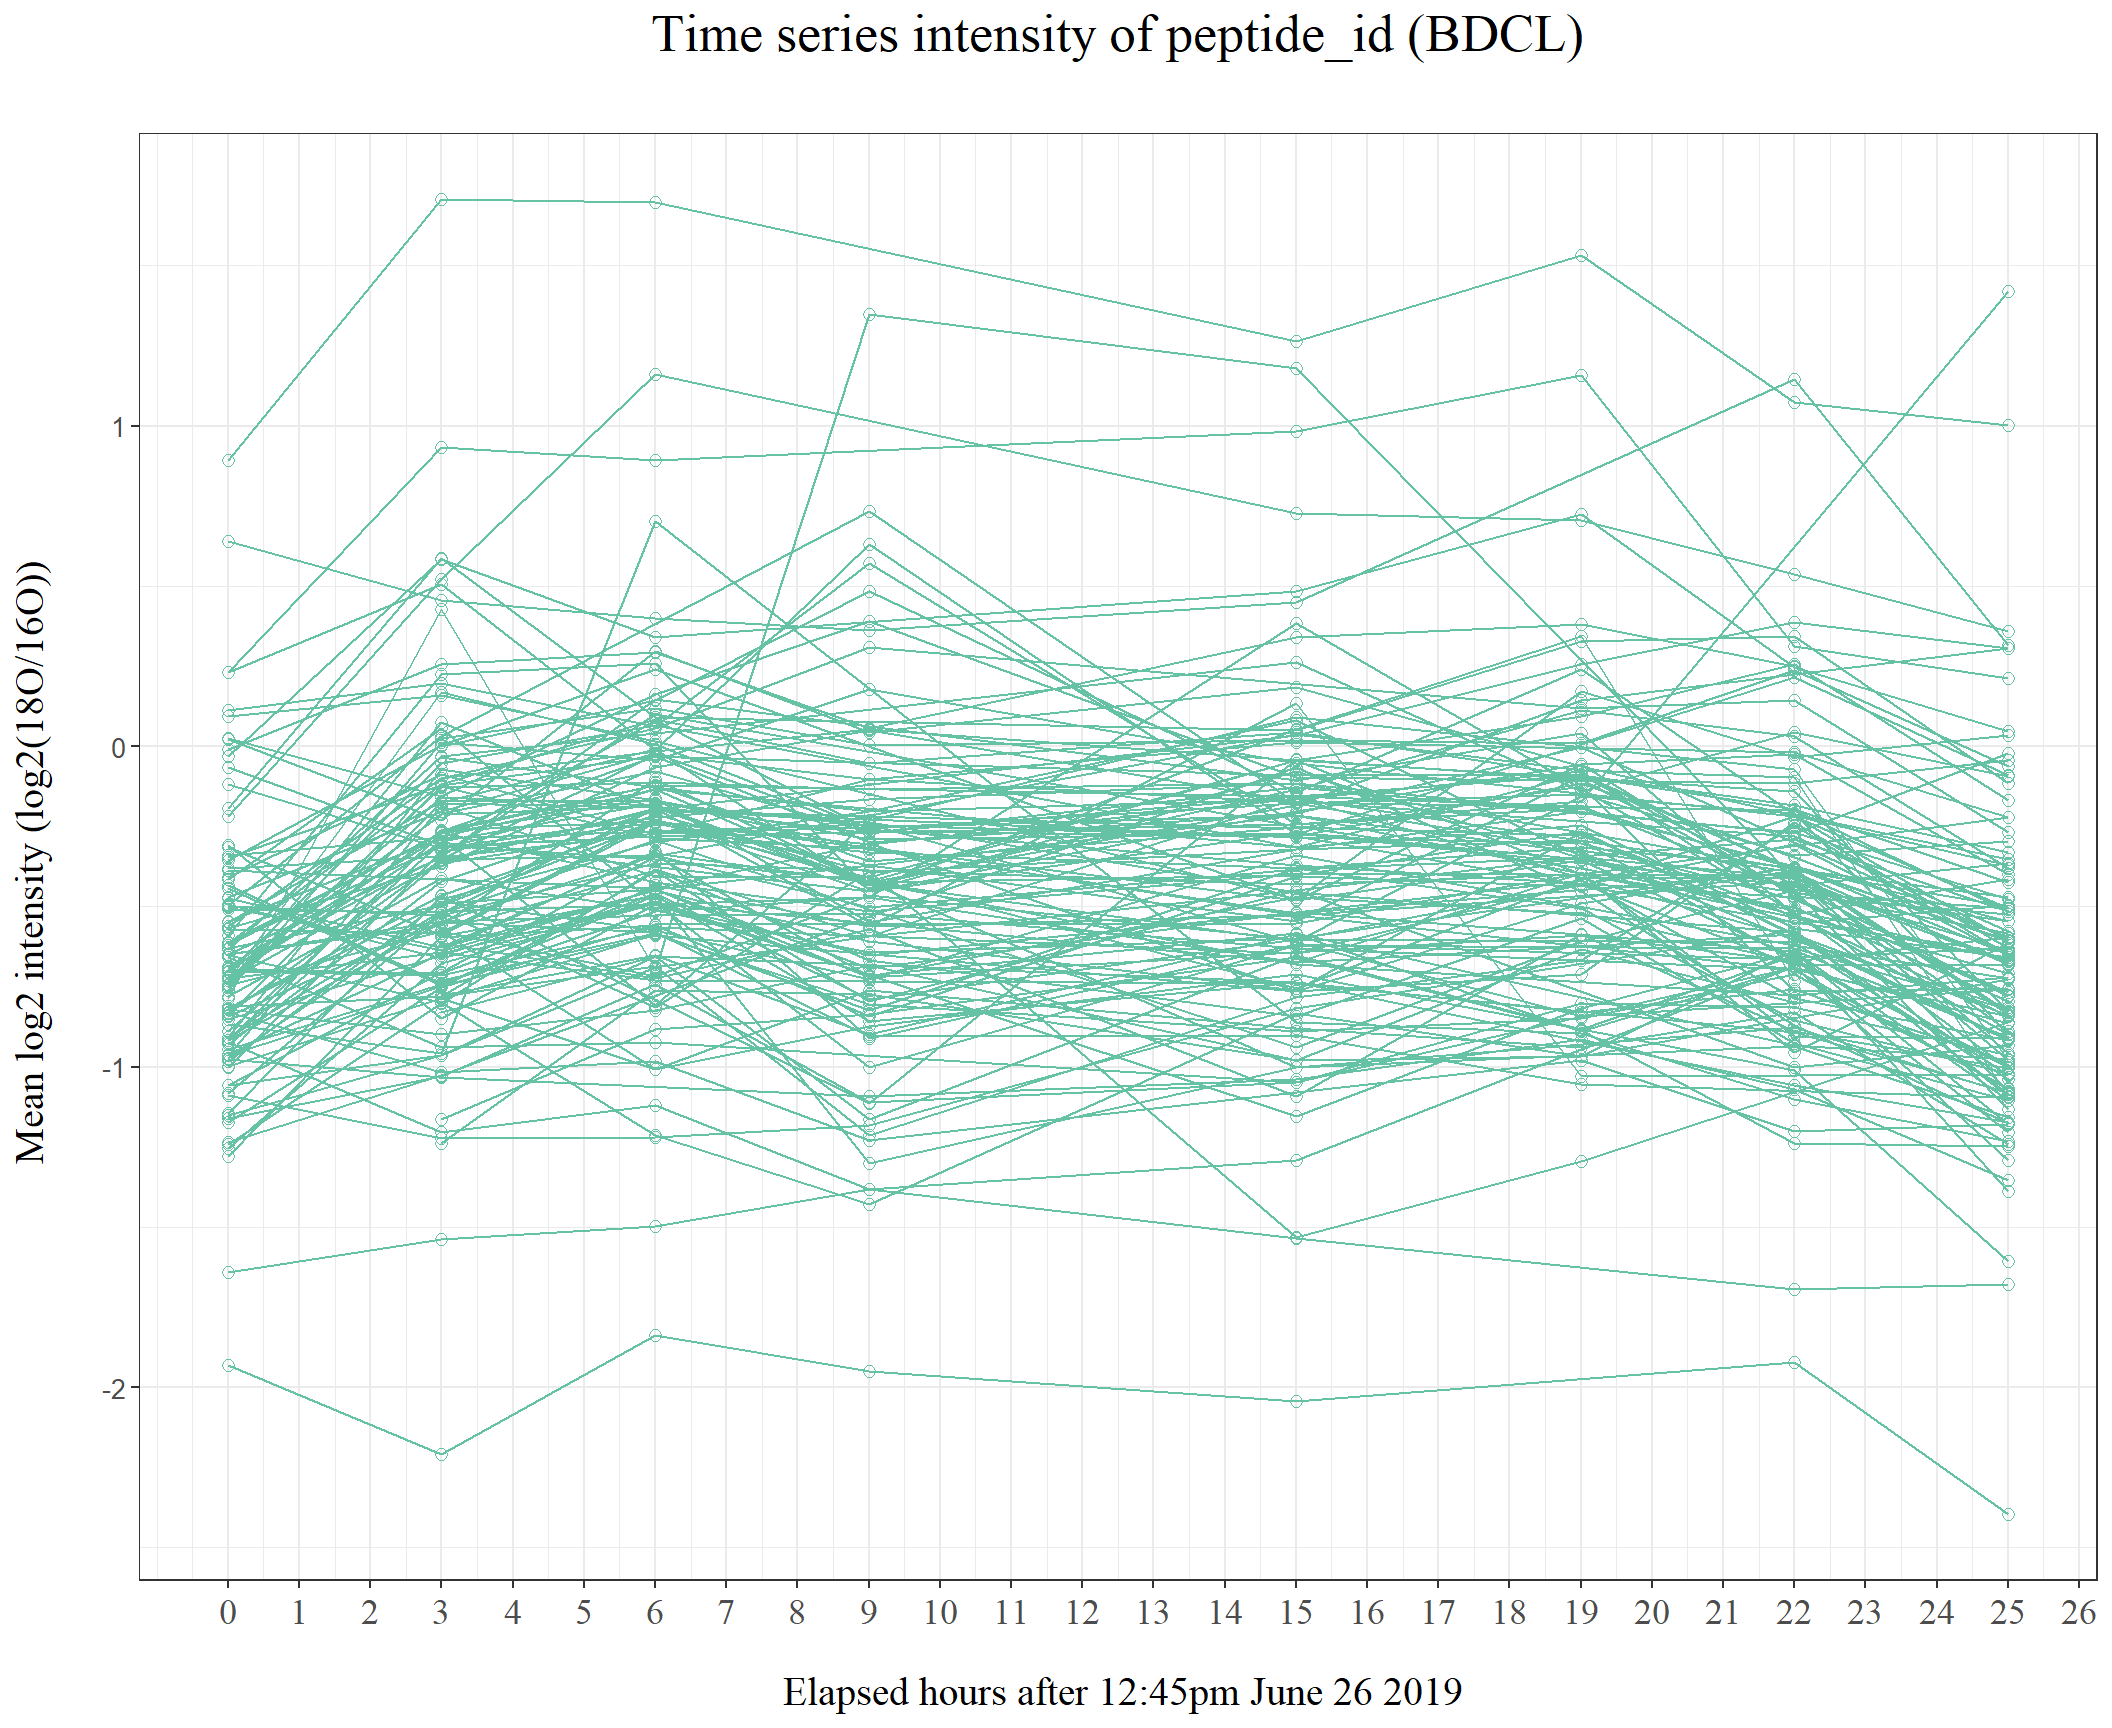 Time series intensity of peptide_id (BDCL)
Mean log2 intensity (log2(18O/16O))
1
0
-1
-2
0 1 2 3 4 5 6 7 8 9 10 11 12 13 14 15 16 17 18 19 20 21 22 23 24 25 26
Elapsed hours after 12:45pm June 26 2019